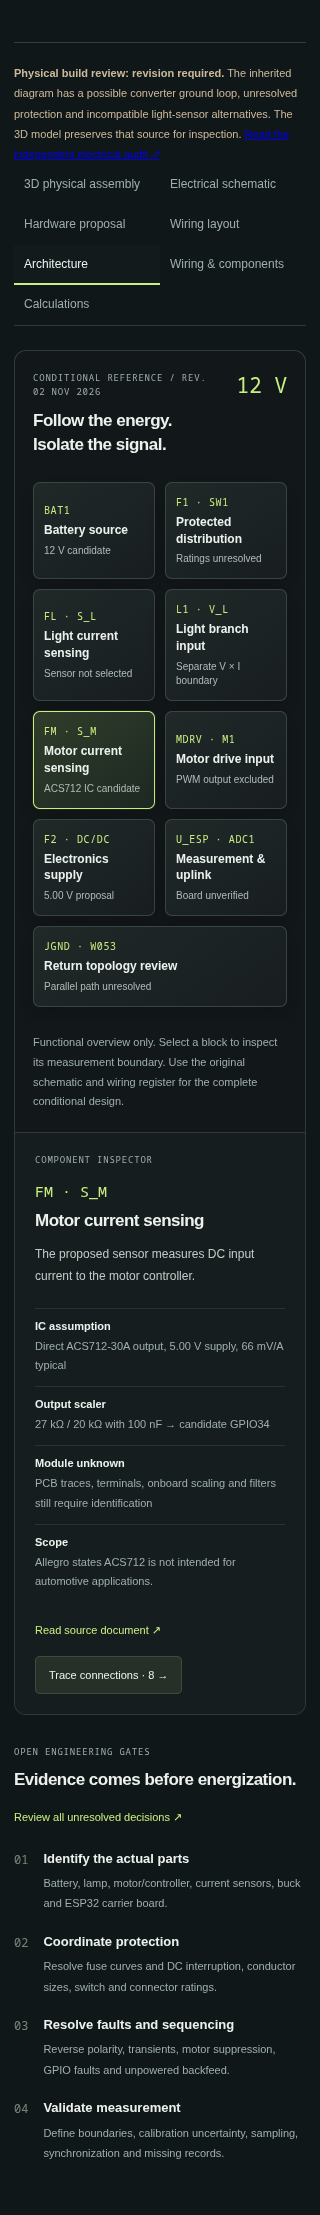 Physical build review: revision required. The inherited
diagram has a possible converter ground loop, unresolved
protection and incompatible light-sensor alternatives. The
3D model preserves that source for inspection. Read the
independent electrical audit ↗
3D physical assembly
Electrical schematic
Hardware proposal
Wiring layout
Architecture
Wiring & components
Calculations
CONDITIONAL REFERENCE / REV.
02 NOV 2026
12 V
Follow the energy.
Isolate the signal.
BAT1
Battery source
12 V candidate
F1 · SW1
Protected
distribution
Ratings unresolved
FL · S_L
Light current
sensing
Sensor not selected
L1 · V_L
Light branch
input
Separate V × I
boundary
FM · S_M
Motor current
sensing
ACS712 IC candidate
MDRV · M1
Motor drive input
PWM output excluded
F2 · DC/DC
Electronics
supply
5.00 V proposal
U_ESP · ADC1
Measurement &
uplink
Board unverified
JGND · W053
Return topology review
Parallel path unresolved
Functional overview only. Select a block to inspect
its measurement boundary. Use the original
schematic and wiring register for the complete
conditional design.
COMPONENT INSPECTOR
FM · S_M
Motor current sensing
The proposed sensor measures DC input
current to the motor controller.
IC assumption
Direct ACS712-30A output, 5.00 V supply, 66 mV/A
typical
Output scaler
27 kΩ / 20 kΩ with 100 nF → candidate GPIO34
Module unknown
PCB traces, terminals, onboard scaling and filters
still require identification
Scope
Allegro states ACS712 is not intended for
automotive applications.
Read source document ↗
Trace connections · 8 →
OPEN ENGINEERING GATES
Evidence comes before energization.
Review all unresolved decisions ↗
01
Identify the actual parts
Battery, lamp, motor/controller, current sensors, buck
and ESP32 carrier board.
02
Coordinate protection
Resolve fuse curves and DC interruption, conductor
sizes, switch and connector ratings.
03
Resolve faults and sequencing
Reverse polarity, transients, motor suppression,
GPIO faults and unpowered backfeed.
04
Validate measurement
Define boundaries, calibration uncertainty, sampling,
synchronization and missing records.